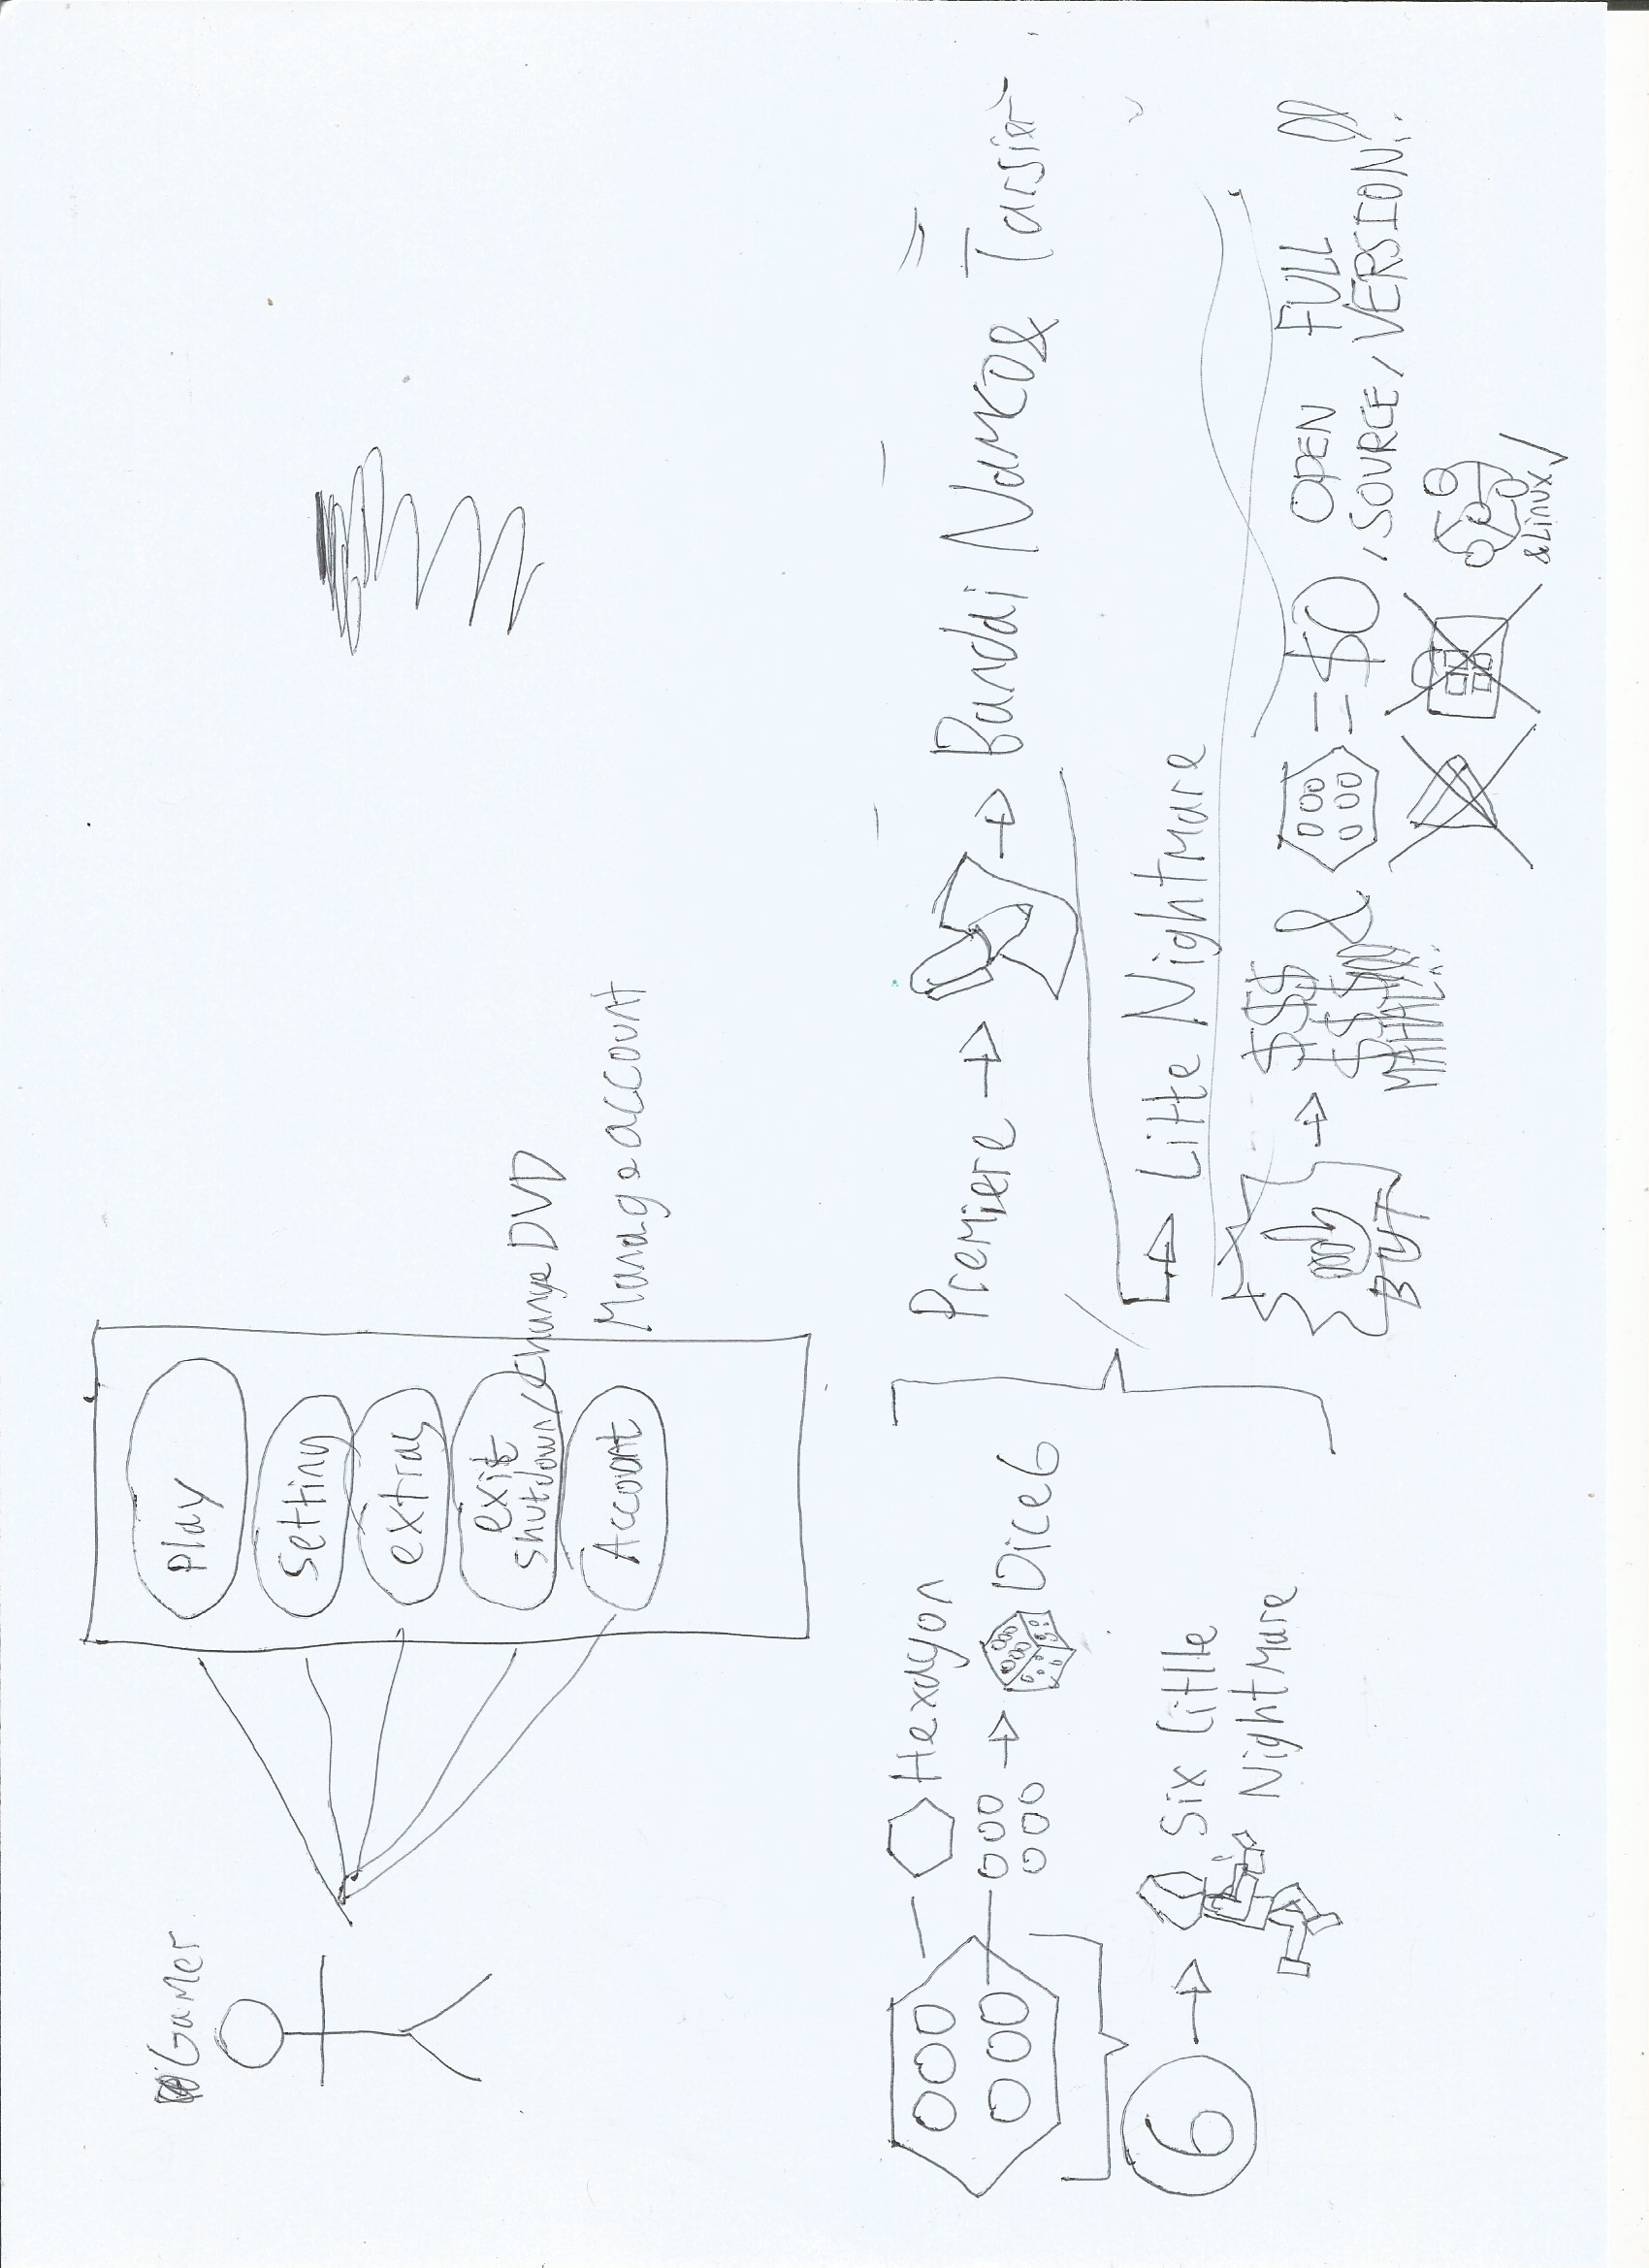 Gamer
Play
Setting
extras
exit
shutdown/Change DVD
Account
Manage account
Hexagon
Dice6
6
Six Litlle
Nightmare
Premiere
Bandai Namco & Tarsier
Litte Nightmare
BUT
$$$
$$$
MAHAL!!
&
= $0, OPEN SOURCE, FULL VERSION!!
&Linux